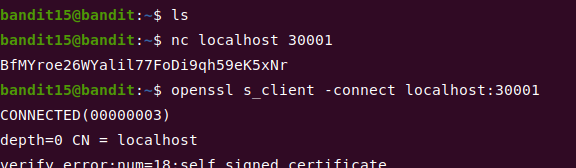 bandit15@bandit:~$ ls
bandit15@bandit:~$ nc localhost 30001
BfMYroe26WYalil77FoDi9qh59eK5xNr
bandit15@bandit:~$ openssl s_client -connect localhost:30001
CONNECTED(00000003)
depth=0 CN = localhost
verify error:num=18:self signed certificate